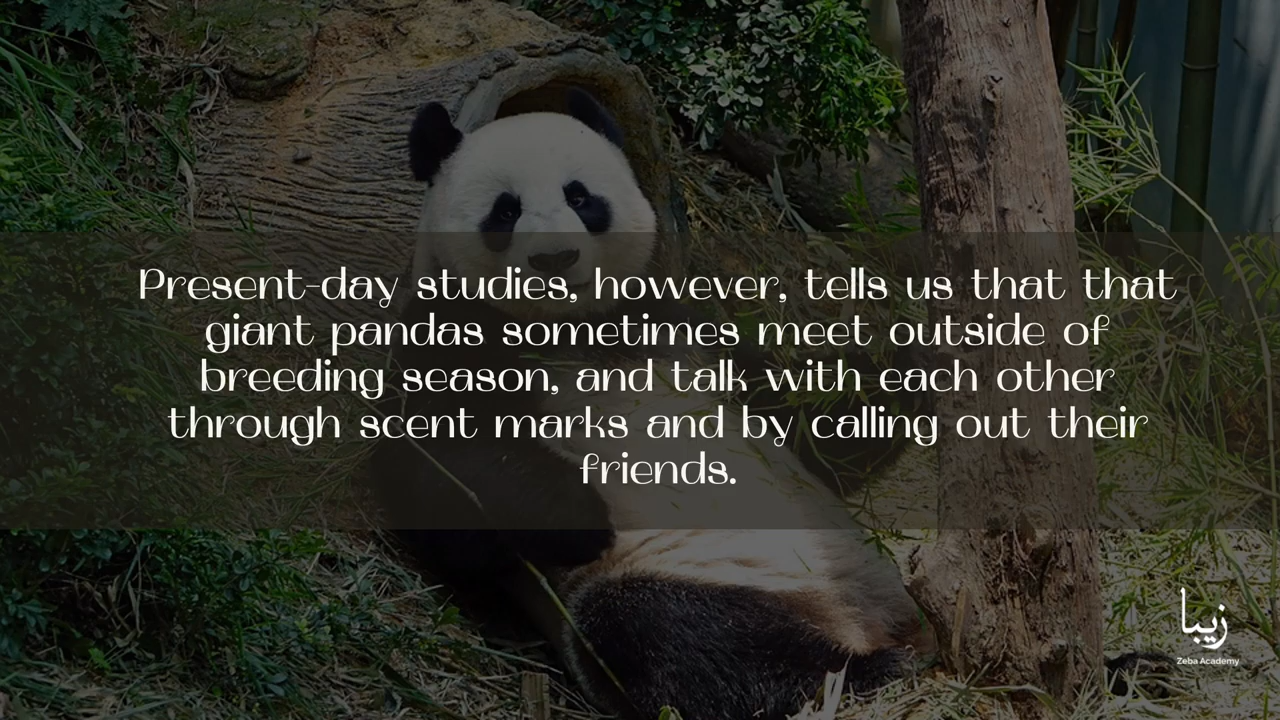 Present-day studies, however, tells us that that
giant pandas sometimes meet outside of
breeding season, and talk with each other
through scent marks and by calling out their
friends.
زيبا
Zeba Academy